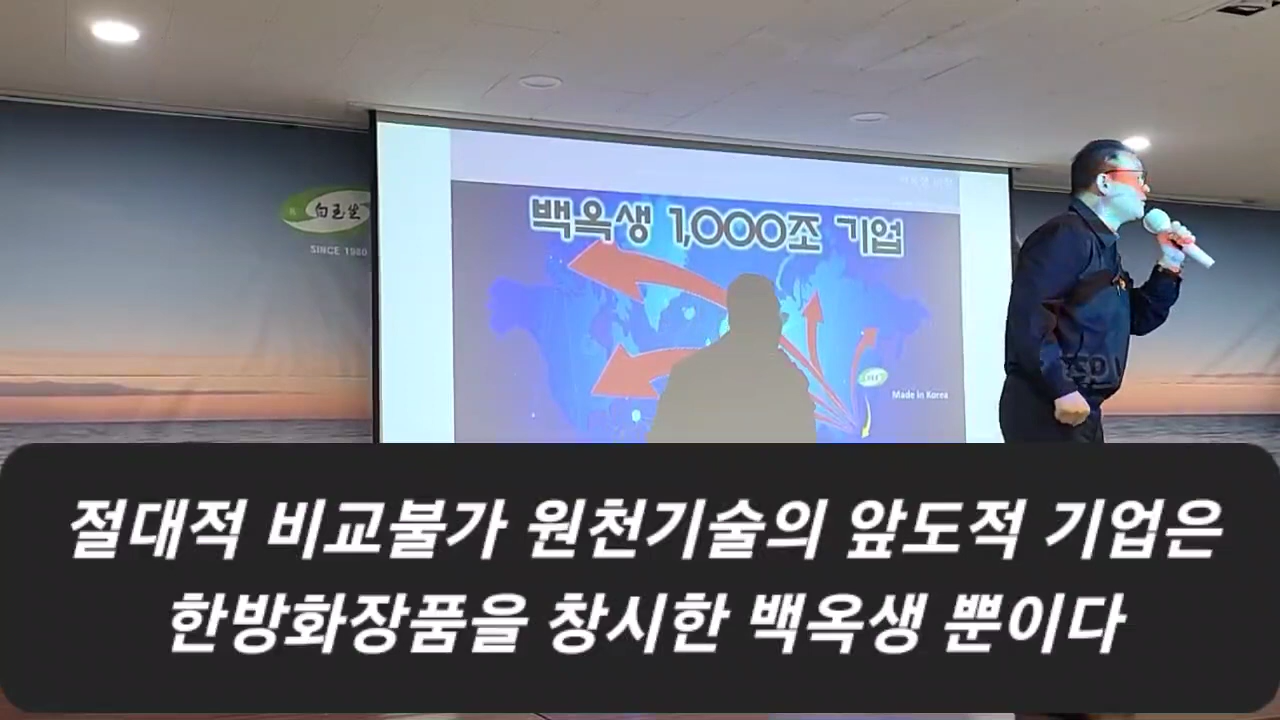 白玉生
SINCE 1980
백옥생 1,000조 기업
Made in Korea
절대적 비교불가 원천기술의 앞도적 기업은
한방화장품을 창시한 백옥생 뿐이다